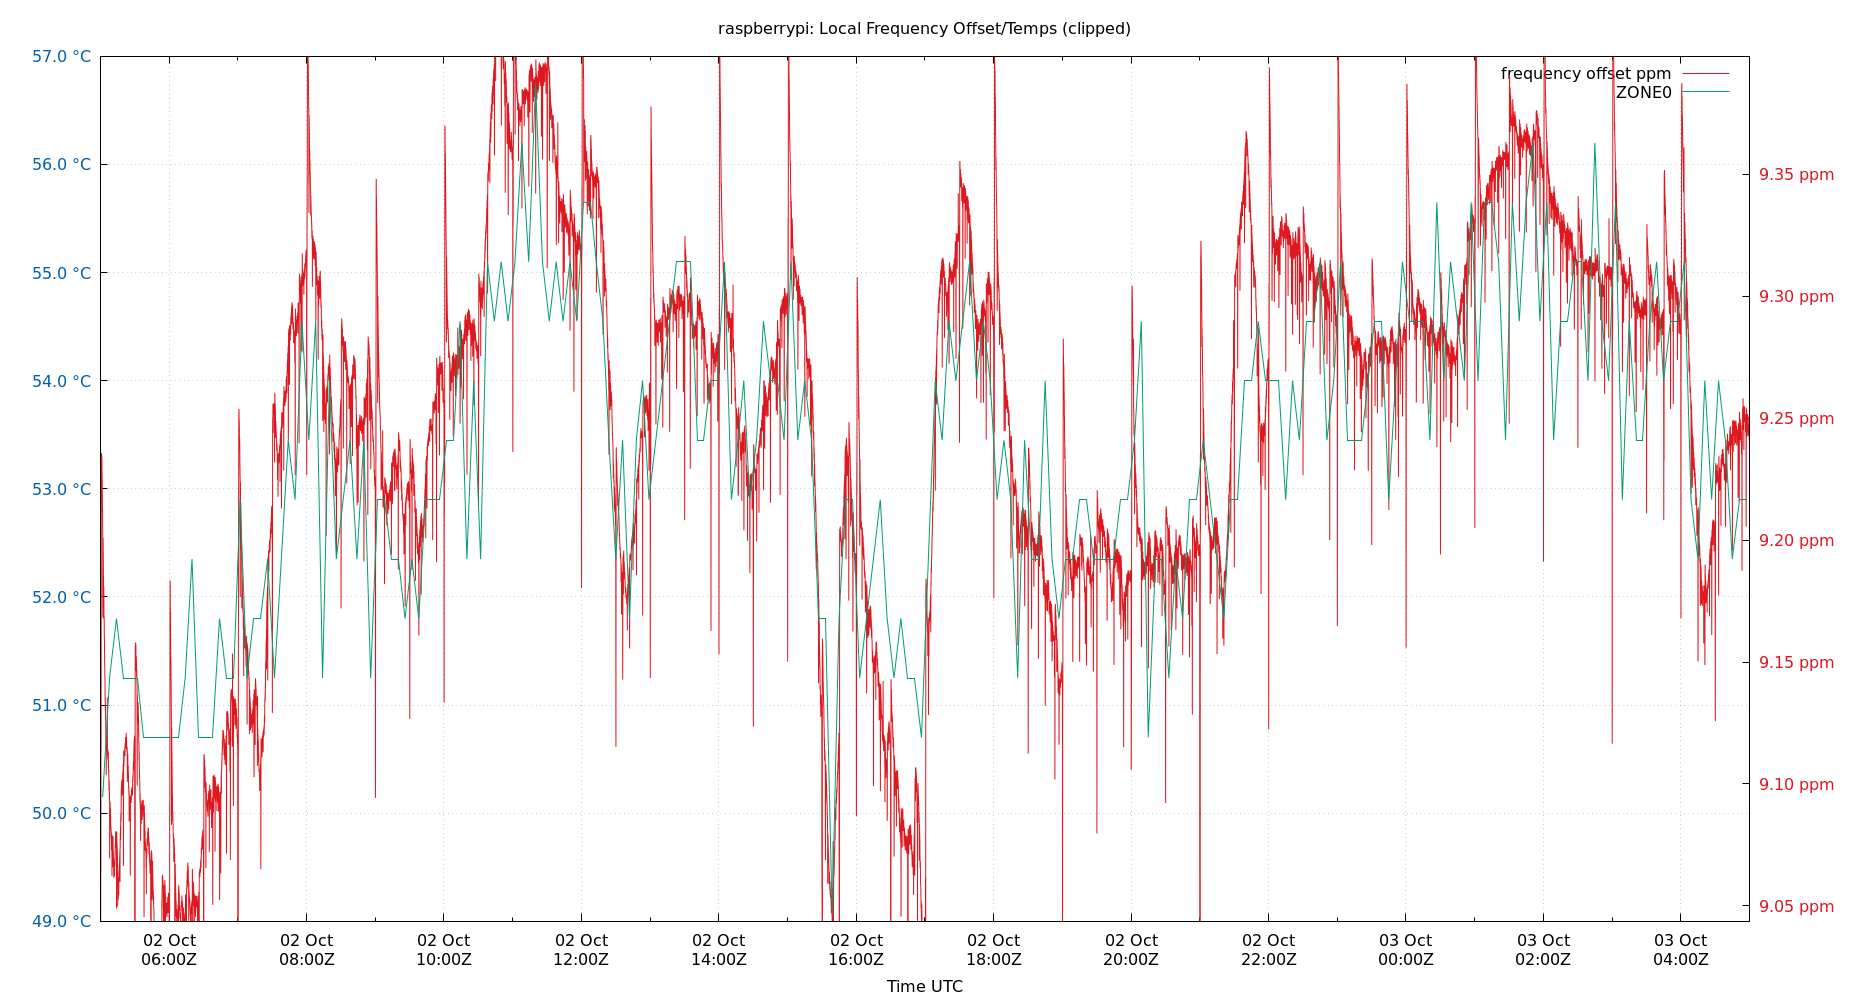 raspberrypi: Local Frequency Offset/Temps (clipped)
57.0 °C
56.0 °C
55.0 °C
54.0 °C
53.0 °C
52.0 °C
51.0 °C
50.0 °C
49.0 °C
frequency offset ppm
ZONE0
9.35 ppm
9.30 ppm
9.25 ppm
9.20 ppm
9.15 ppm
9.10 ppm
9.05 ppm
02 Oct 02 Oct 02 Oct 02 Oct 02 Oct 02 Oct 02 Oct 02 Oct 02 Oct 03 Oct 03 Oct 03 Oct
06:00Z 08:00Z 10:00Z 12:00Z 14:00Z 16:00Z 18:00Z 20:00Z 22:00Z 00:00Z 02:00Z 04:00Z
Time UTC